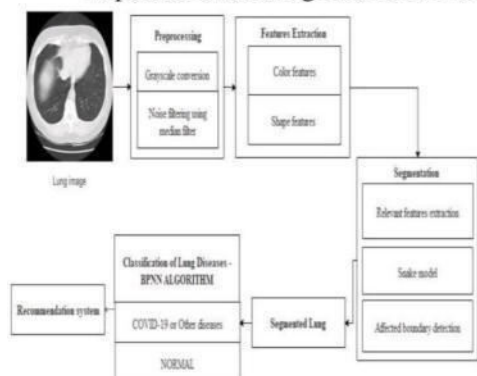 Preprocessing
Grayscale conversion
Noise filtering using
median filter
Features Extraction
Color features
Shape features
Lung image
Segmentation
Relevant features extraction
Snake model
Affected boundary detection
Segmented Lung
Classification of Lung Diseases -
BPNN ALGORITHM
COVID-19 or Other diseases
NORMAL
Recommendation system